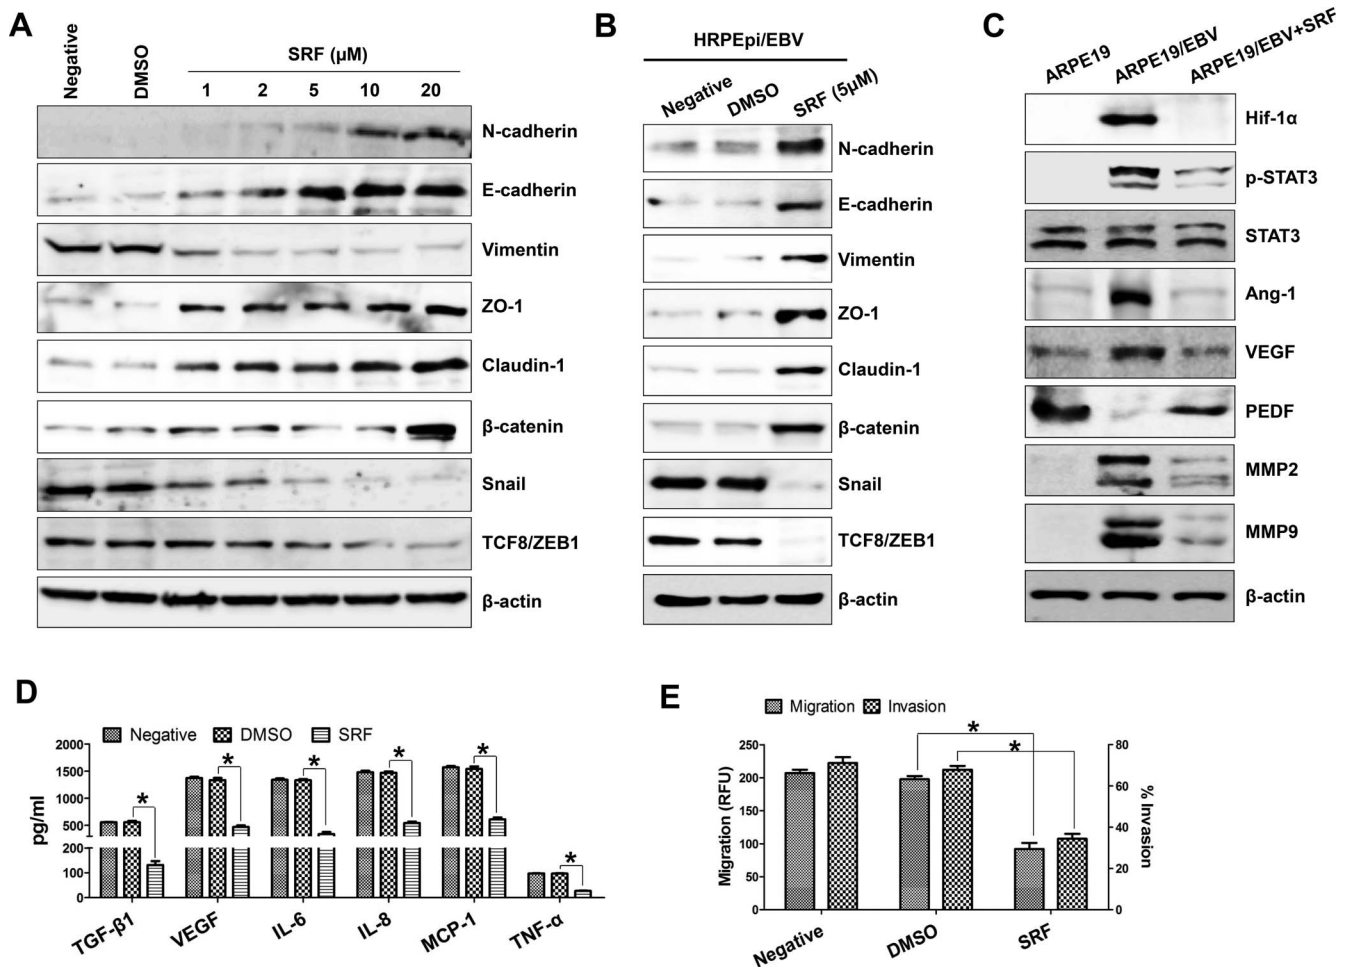 A
Negative
DMSO
SRF (µM)
1 2 5 10 20
N-cadherin
E-cadherin
Vimentin
ZO-1
Claudin-1
β-catenin
Snail
TCF8/ZEB1
β-actin
B
HRPEpi/EBV
Negative
DMSO
SRF (5µM)
N-cadherin
E-cadherin
Vimentin
ZO-1
Claudin-1
β-catenin
Snail
TCF8/ZEB1
β-actin
C
ARPE19
ARPE19/EBV
ARPE19/EBV+SRF
Hif-1α
p-STAT3
STAT3
Ang-1
VEGF
PEDF
MMP2
MMP9
β-actin
D
Negative DMSO SRF
pg/ml
2000
1500
1000
500
200
100
0
* * * * * *
TGF-β1 VEGF IL-6 IL-8 MCP-1 TNF-α
E
Migration Invasion
Migration (RFU)
250
200
150
100
50
0
* *
% Invasion
80
60
40
20
0
Negative DMSO SRF